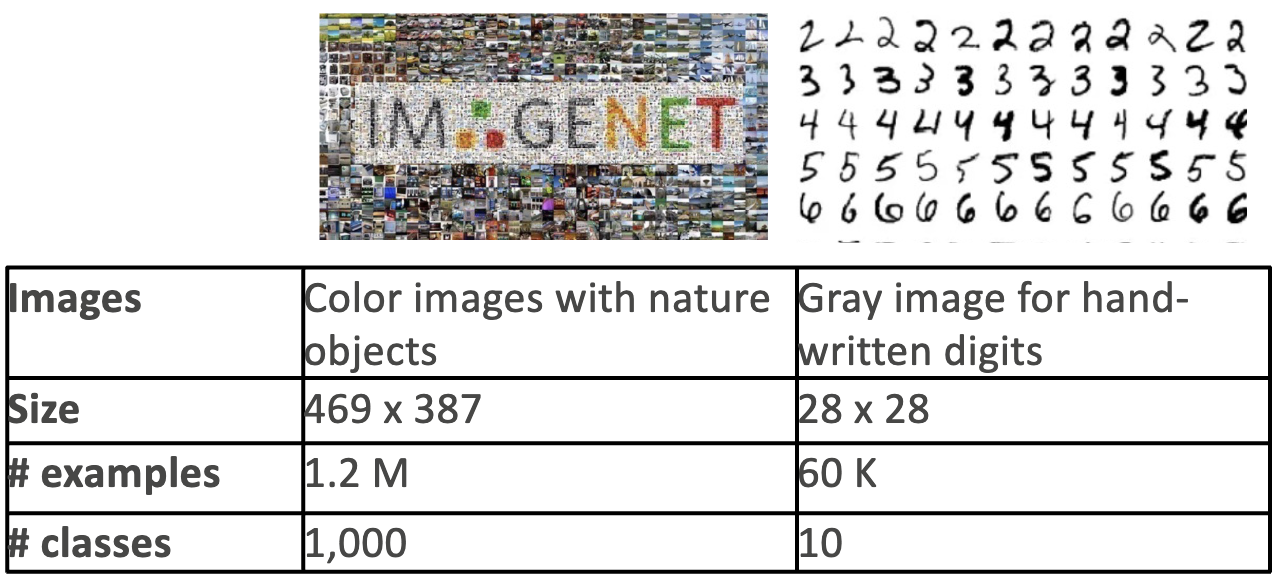 IM GENET
2 2 2 2 2 2 2 2 2 2 2 2
3 3 3 3 3 3 3 3 3 3 3 3
4 4 4 4 4 4 4 4 4 4 4 4
5 5 5 5 5 5 5 5 5 5 5 5
6 6 6 6 6 6 6 6 6 6 6 6
Images
Color images with nature
objects
Gray image for hand-
written digits
Size
469 x 387
28 x 28
# examples
1.2 M
60 K
# classes
1,000
10